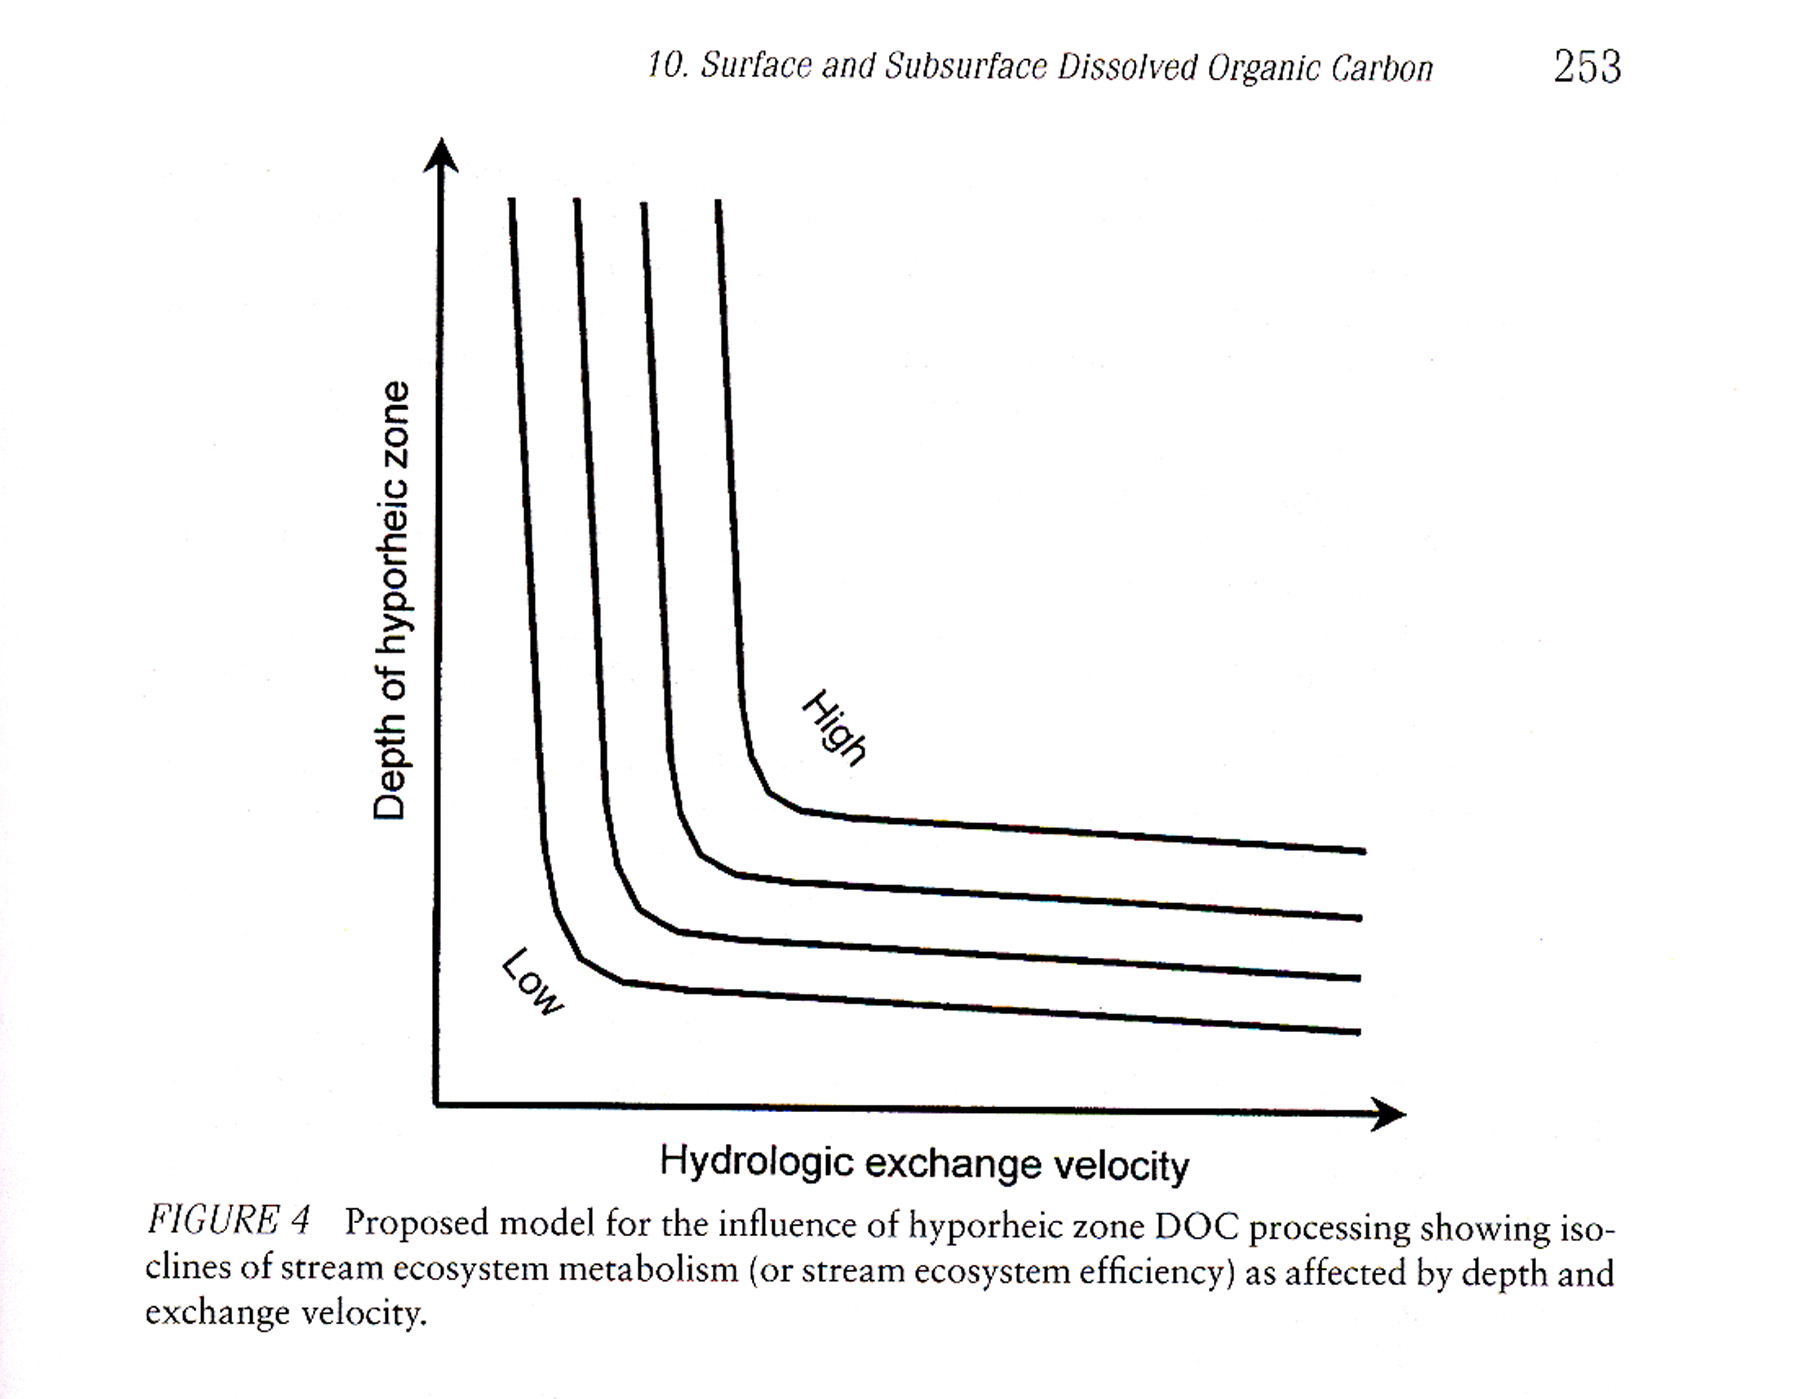 10. Surface and Subsurface Dissolved Organic Carbon 253
Depth of hyporheic zone
High
Low
Hydrologic exchange velocity
FIGURE 4 Proposed model for the influence of hyporheic zone DOC processing showing iso-
clines of stream ecosystem metabolism (or stream ecosystem efficiency) as affected by depth and
exchange velocity.